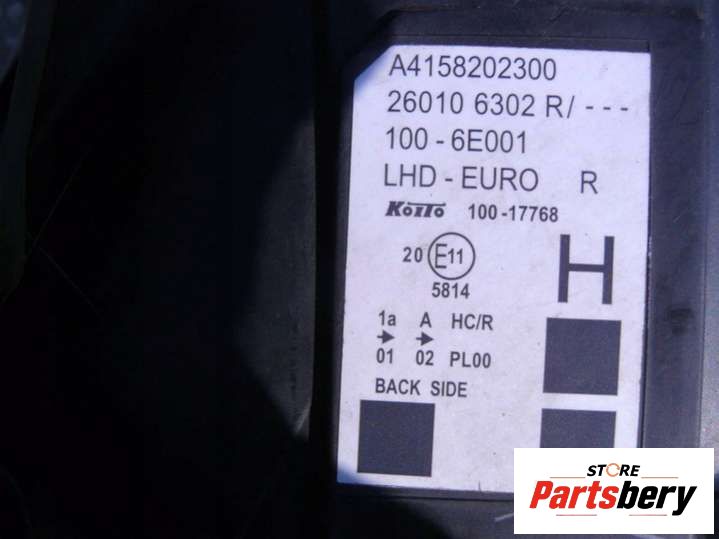 A4158202300
26010 6302 R/ - - -
100 - 6E001
LHD - EURO R
KOITO 100 -17768
20 E11
5814
H
1a A HC/R
01 02 PL00
BACK SIDE
STORE
Partsbery